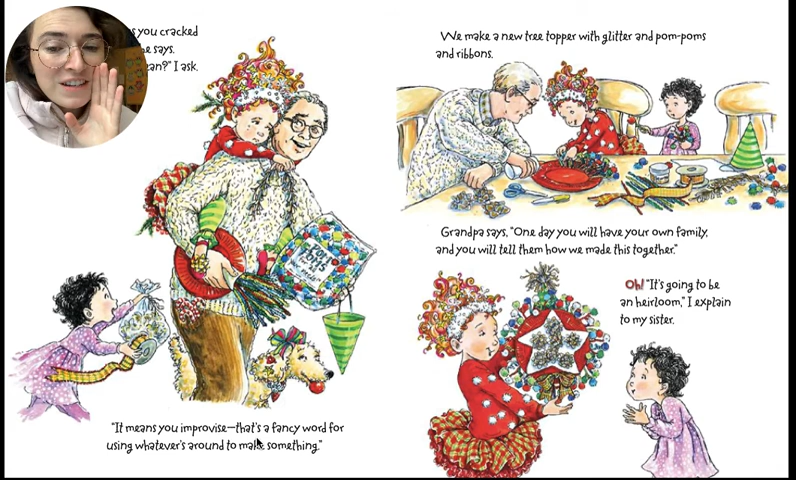 s you cracked
e says.
ean?" I ask.
POM
POMS
"It means you improvise—that's a fancy word for
using whatever's around to make something."
We make a new tree topper with glitter and pom-poms
and ribbons.
Grandpa says, "One day you will have your own family,
and you will tell them how we made this together."
Oh! "It's going to be
an heirloom," I explain
to my sister.